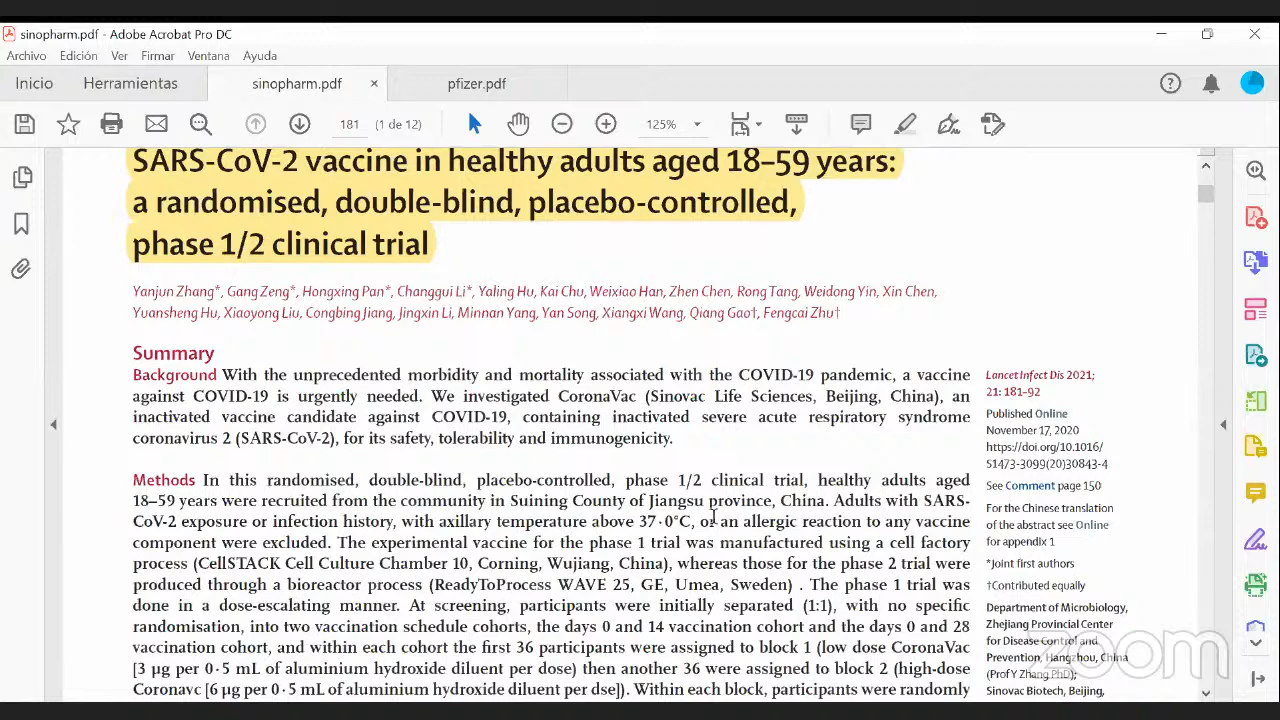 sinopharm.pdf - Adobe Acrobat Pro DC
Archivo Edición Ver Firmar Ventana Ayuda
Inicio Herramientas sinopharm.pdf × pfizer.pdf
181 (1 de 12) 125%
SARS-CoV-2 vaccine in healthy adults aged 18–59 years:
a randomised, double-blind, placebo-controlled,
phase 1/2 clinical trial
Yanjun Zhang*, Gang Zeng*, Hongxing Pan*, Changgui Li*, Yaling Hu, Kai Chu, Weixiao Han, Zhen Chen, Rong Tang, Weidong Yin, Xin Chen,
Yuansheng Hu, Xiaoyong Liu, Congbing Jiang, Jingxin Li, Minnan Yang, Yan Song, Xiangxi Wang, Qiang Gao†, Fengcai Zhu†
Summary
Background With the unprecedented morbidity and mortality associated with the COVID-19 pandemic, a vaccine
against COVID-19 is urgently needed. We investigated CoronaVac (Sinovac Life Sciences, Beijing, China), an
inactivated vaccine candidate against COVID-19, containing inactivated severe acute respiratory syndrome
coronavirus 2 (SARS-CoV-2), for its safety, tolerability and immunogenicity.
Methods In this randomised, double-blind, placebo-controlled, phase 1/2 clinical trial, healthy adults aged
18–59 years were recruited from the community in Suining County of Jiangsu province, China. Adults with SARS-
CoV-2 exposure or infection history, with axillary temperature above 37·0°C, or an allergic reaction to any vaccine
component were excluded. The experimental vaccine for the phase 1 trial was manufactured using a cell factory
process (CellSTACK Cell Culture Chamber 10, Corning, Wujiang, China), whereas those for the phase 2 trial were
produced through a bioreactor process (ReadyToProcess WAVE 25, GE, Umea, Sweden) . The phase 1 trial was
done in a dose-escalating manner. At screening, participants were initially separated (1:1), with no specific
randomisation, into two vaccination schedule cohorts, the days 0 and 14 vaccination cohort and the days 0 and 28
vaccination cohort, and within each cohort the first 36 participants were assigned to block 1 (low dose CoronaVac
[3 μg per 0·5 mL of aluminium hydroxide diluent per dose) then another 36 were assigned to block 2 (high-dose
Coronavc [6 μg per 0·5 mL of aluminium hydroxide diluent per dse]). Within each block, participants were randomly
Lancet Infect Dis 2021;
21: 181–92
Published Online
November 17, 2020
https://doi.org/10.1016/
S1473-3099(20)30843-4
See Comment page 150
For the Chinese translation
of the abstract see Online
for appendix 1
*Joint first authors
†Contributed equally
Department of Microbiology,
Zhejiang Provincial Center
for Disease Control and
Prevention, Hangzhou, China
(Prof Y Zhang PhD);
Sinovac Biotech, Beijing,
zoom